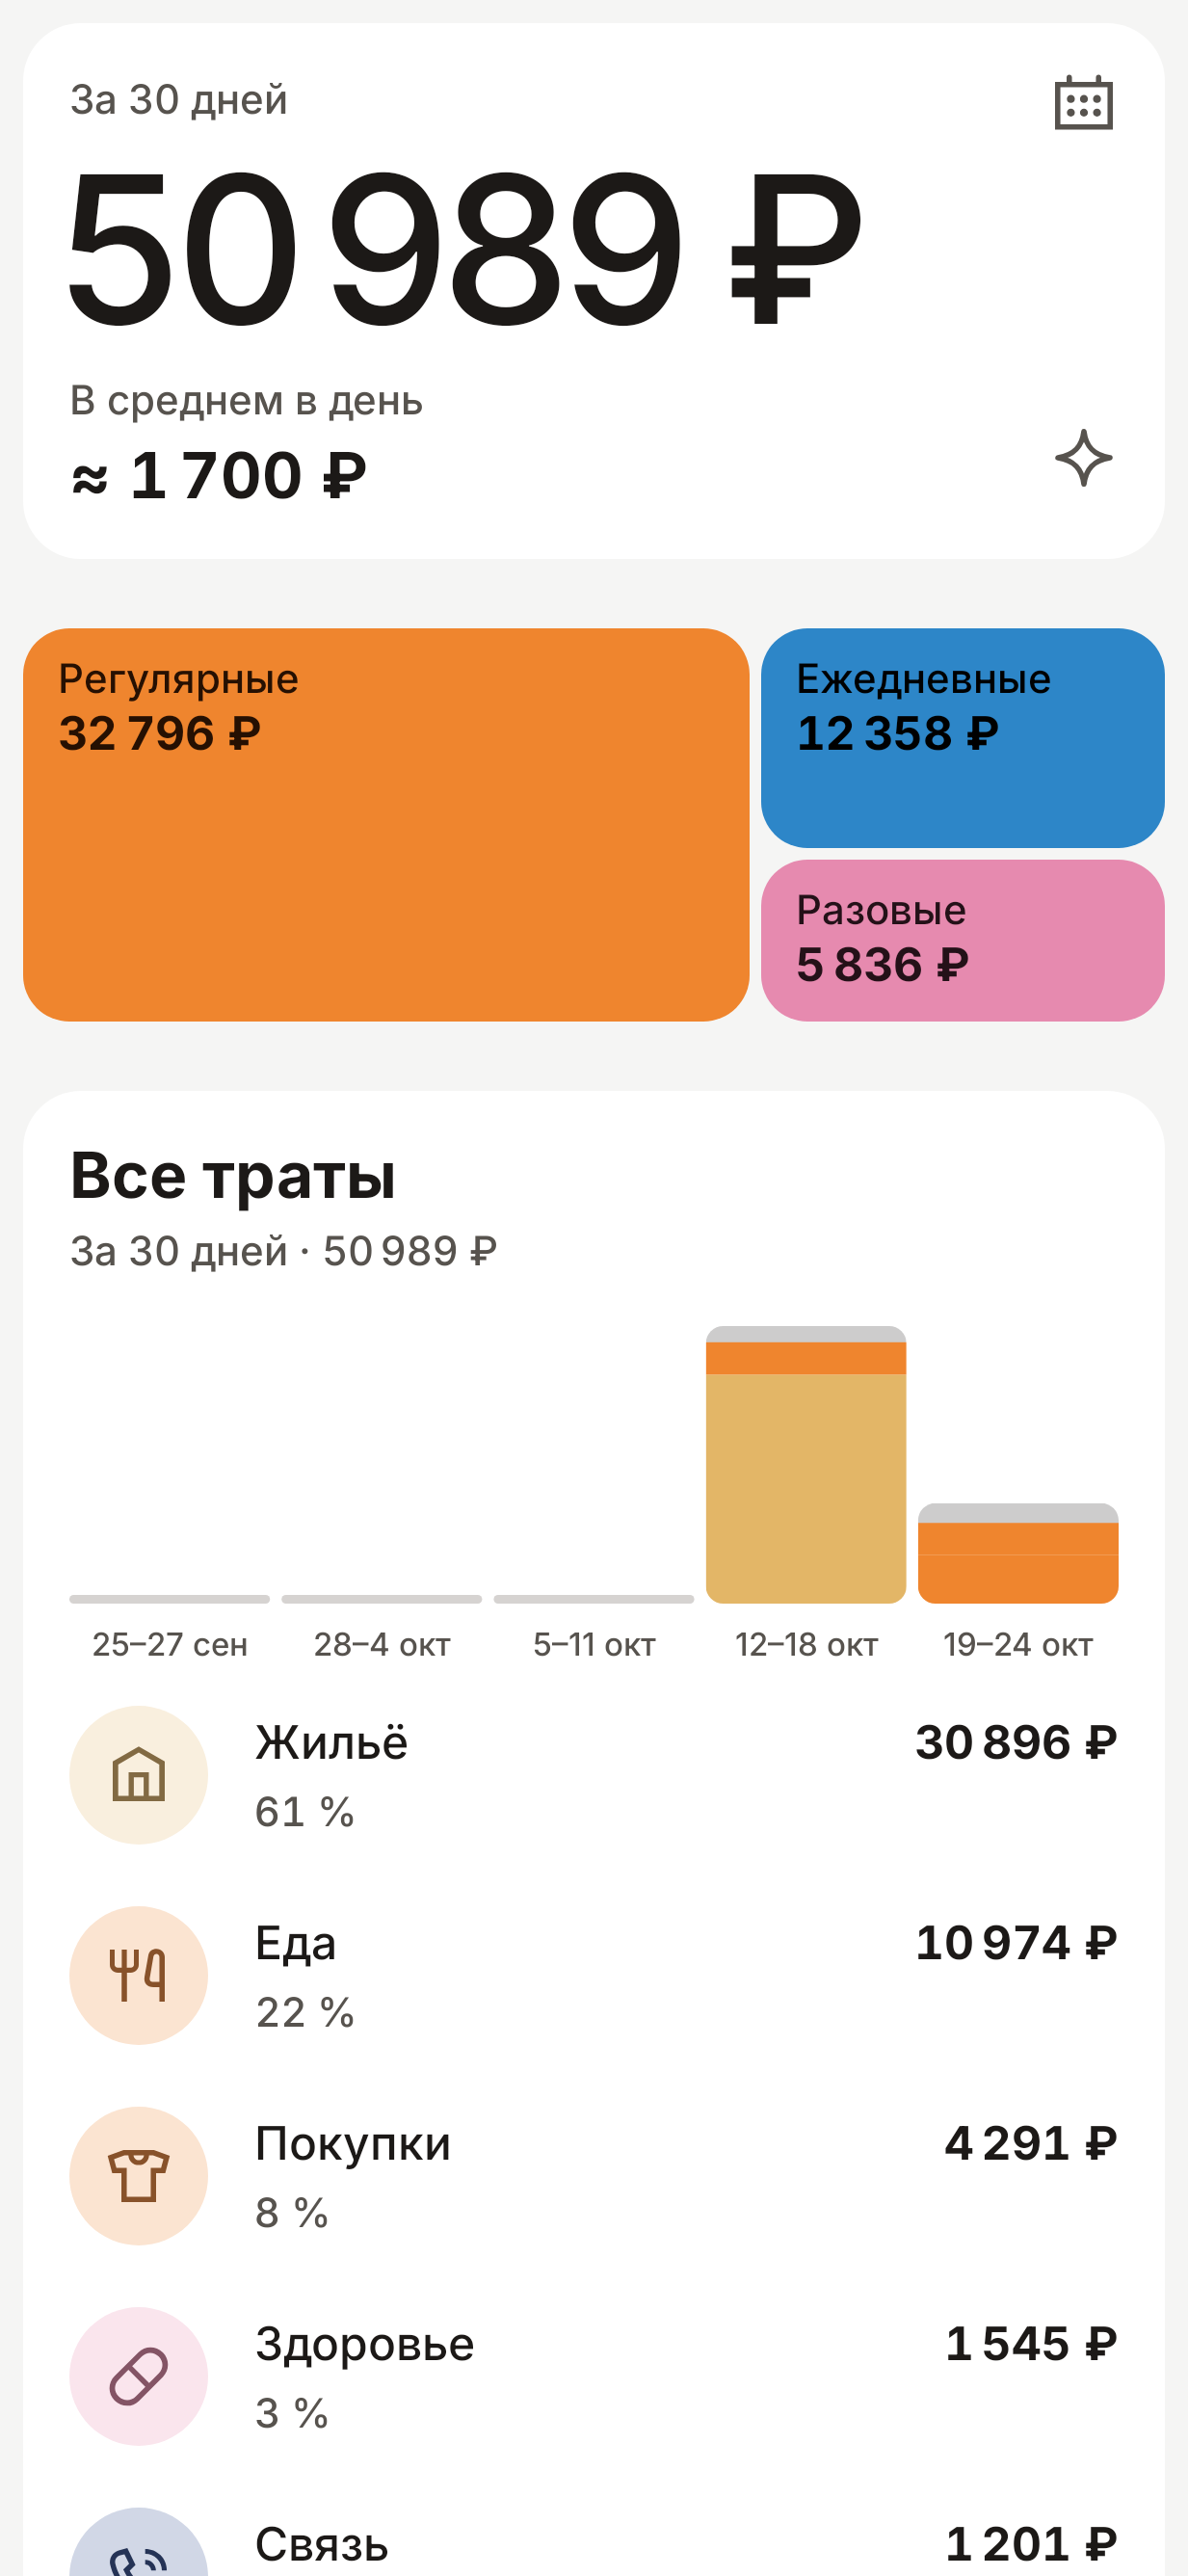 За 30 дней
50 989 ₽
В среднем в день
≈ 1 700 ₽
Регулярные
32 796 ₽
Ежедневные
12 358 ₽
Разовые
5 836 ₽
Все траты
За 30 дней · 50 989 ₽
25–27 сен
28–4 окт
5–11 окт
12–18 окт
19–24 окт
Жильё
30 896 ₽
61 %
Еда
10 974 ₽
22 %
Покупки
4 291 ₽
8 %
Здоровье
1 545 ₽
3 %
Связь
1 201 ₽